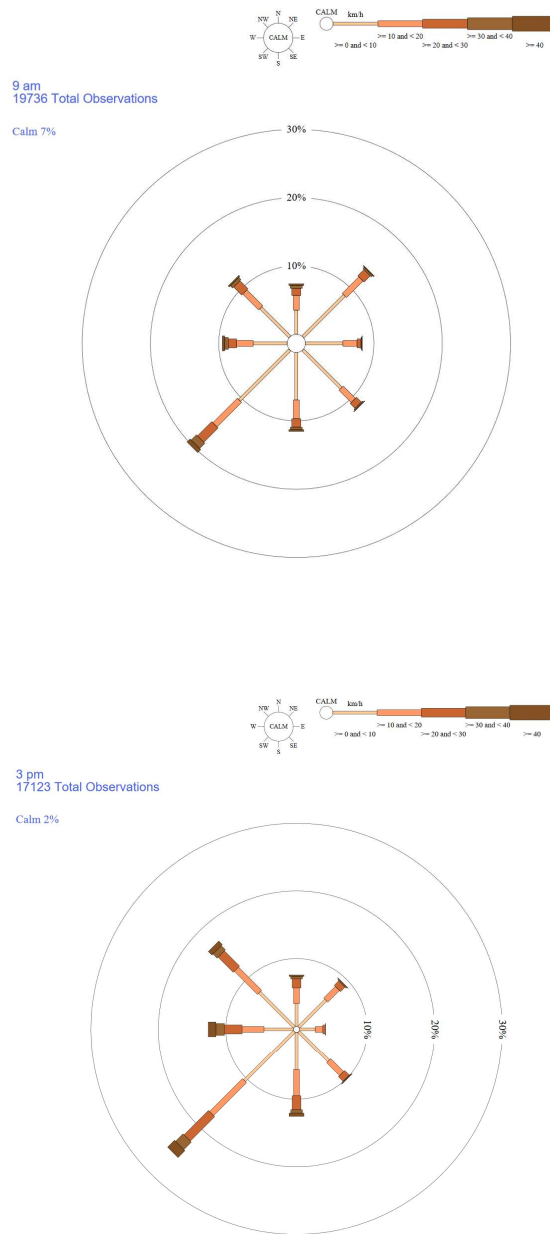 N
NW NE
W CALM E
SW SE
S
CALM km/h
>= 10 and < 20 >= 30 and < 40
>= 0 and < 10 >= 20 and < 30 >= 40
9 am
19736 Total Observations
Calm 7%
30%
20%
10%
N
NW NE
W CALM E
SW SE
S
CALM km/h
>= 10 and < 20 >= 30 and < 40
>= 0 and < 10 >= 20 and < 30 >= 40
3 pm
17123 Total Observations
Calm 2%
10%
20%
30%